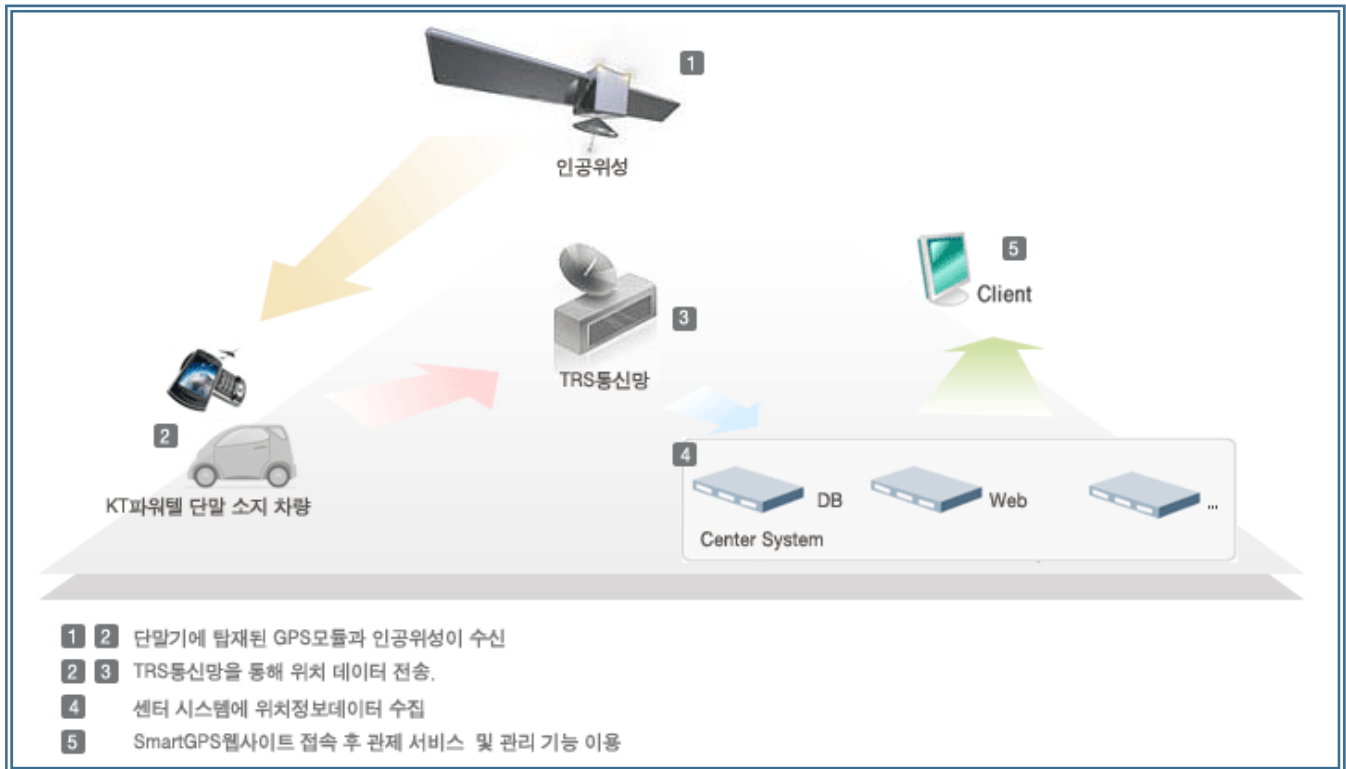 1
인공위성
5
Client
3
TRS통신망
2
KT파워텔 단말 소지 차량
4
DB
Web
...
Center System
1 2 단말기에 탑재된 GPS모듈과 인공위성이 수신
2 3 TRS통신망을 통해 위치 데이터 전송.
4 센터 시스템에 위치정보데이터 수집
5 SmartGPS웹사이트 접속 후 관제 서비스 및 관리 기능 이용